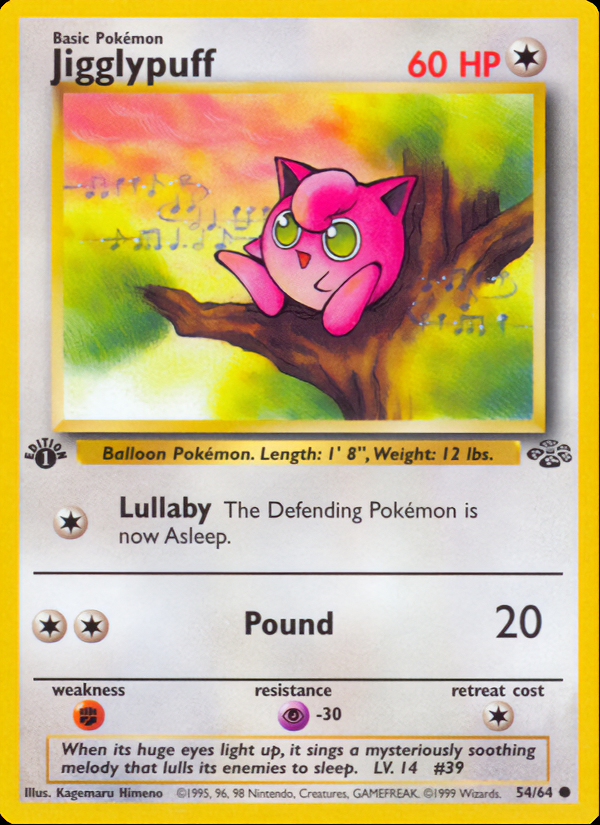 Basic Pokémon
Jigglypuff 60 HP
EDITION
1
Balloon Pokémon. Length: 1' 8", Weight: 12 lbs.
Lullaby The Defending Pokémon is
now Asleep.
Pound 20
weakness resistance retreat cost
-30
When its huge eyes light up, it sings a mysteriously soothing
melody that lulls its enemies to sleep. LV. 14 #39
Illus. Kagemaru Himeno ©1995, 96, 98 Nintendo, Creatures, GAMEFREAK. ©1999 Wizards. 54/64